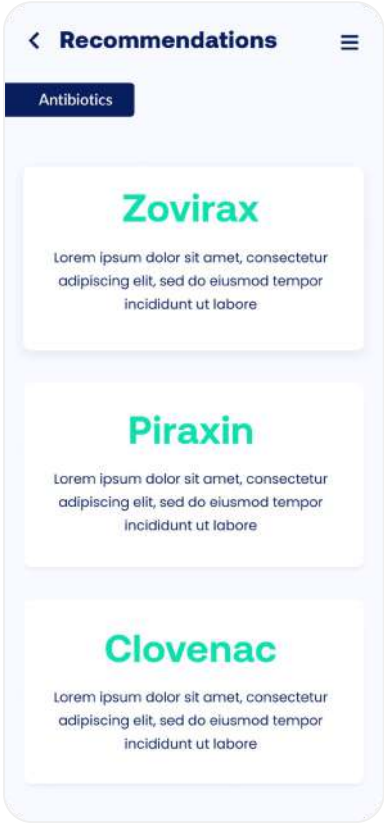 Recommendations
Antibiotics
Zovirax
Lorem ipsum dolor sit amet, consectetur
adipiscing elit, sed do eiusmod tempor
incididunt ut labore
Piraxin
Lorem ipsum dolor sit amet, consectetur
adipiscing elit, sed do eiusmod tempor
incididunt ut labore
Clovenac
Lorem ipsum dolor sit amet, consectetur
adipiscing elit, sed do eiusmod tempor
incididunt ut labore